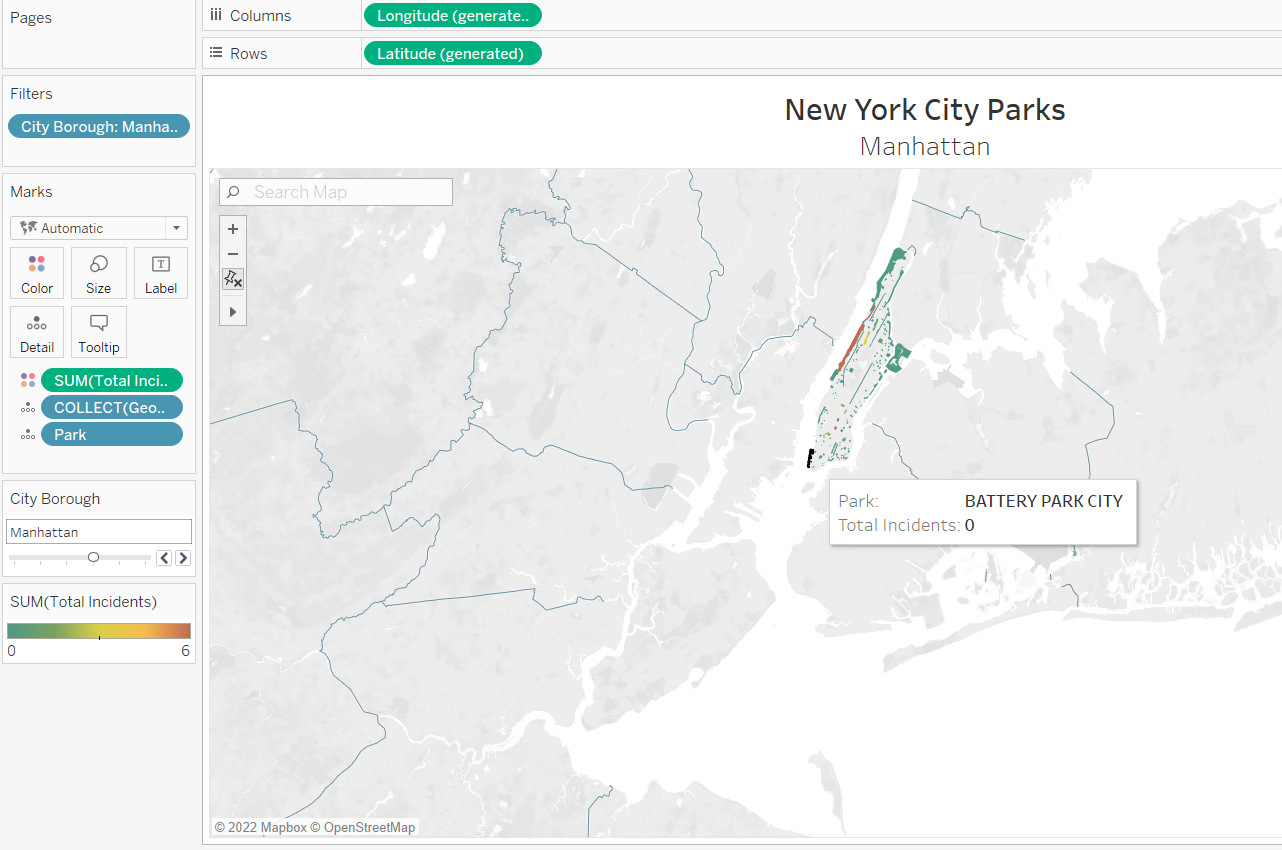 Pages
Columns
Longitude (generate..
Rows
Latitude (generated)
Filters
City Borough: Manha..
Marks
Automatic
Color
Size
Label
Detail
Tooltip
SUM(Total Inci..
COLLECT(Geo..
Park
City Borough
Manhattan
SUM(Total Incidents)
0
6
New York City Parks
Manhattan
Search Map
Park: BATTERY PARK CITY
Total Incidents: 0
© 2022 Mapbox © OpenStreetMap